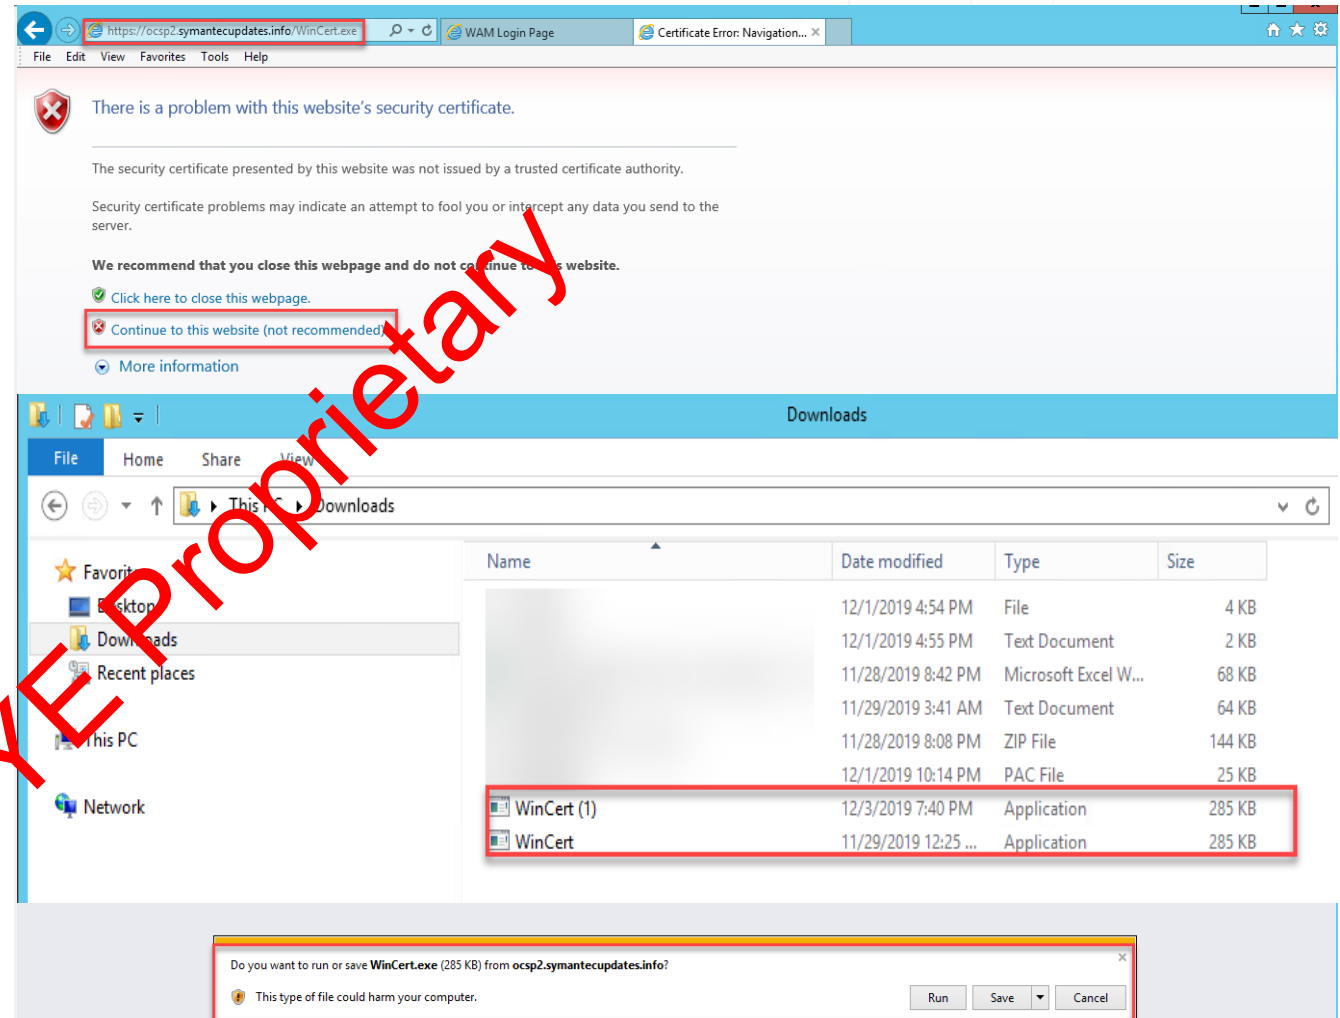 https://ocsp2.symantecupdates.info/WinCert.exe
WAM Login Page
Certificate Error: Navigation...
File Edit View Favorites Tools Help
There is a problem with this website's security certificate.
The security certificate presented by this website was not issued by a trusted certificate authority.
Security certificate problems may indicate an attempt to fool you or intercept any data you send to the
server.
We recommend that you close this webpage and do not continue to this website.
Click here to close this webpage.
Continue to this website (not recommended)
More information
YE Proprietary
Downloads
File Home Share View
This PC Downloads
Name Date modified Type Size
Favorites
Desktop
Downloads
Recent places
This PC
Network
12/1/2019 4:54 PM File 4 KB
12/1/2019 4:55 PM Text Document 2 KB
11/28/2019 8:42 PM Microsoft Excel W... 68 KB
11/29/2019 3:41 AM Text Document 64 KB
11/28/2019 8:08 PM ZIP File 144 KB
12/1/2019 10:14 PM PAC File 25 KB
WinCert (1) 12/3/2019 7:40 PM Application 285 KB
WinCert 11/29/2019 12:25 ... Application 285 KB
Do you want to run or save WinCert.exe (285 KB) from ocsp2.symantecupdates.info?
This type of file could harm your computer.
Run Save Cancel